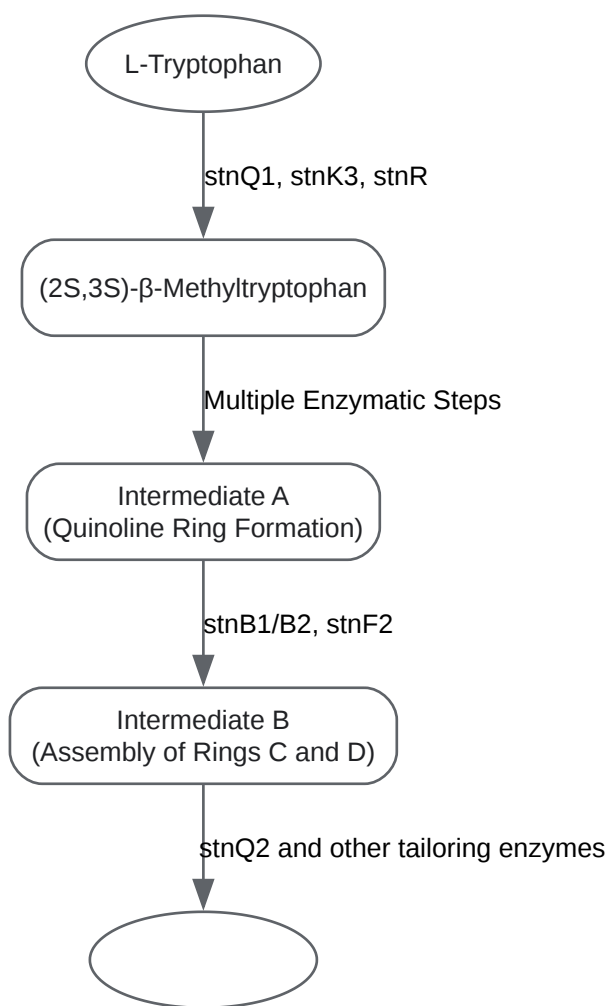 L-Tryptophan
stnQ1, stnK3, stnR
(2S,3S)-β-Methyltryptophan
Multiple Enzymatic Steps
Intermediate A
(Quinoline Ring Formation)
stnB1/B2, stnF2
Intermediate B
(Assembly of Rings C and D)
stnQ2 and other tailoring enzymes